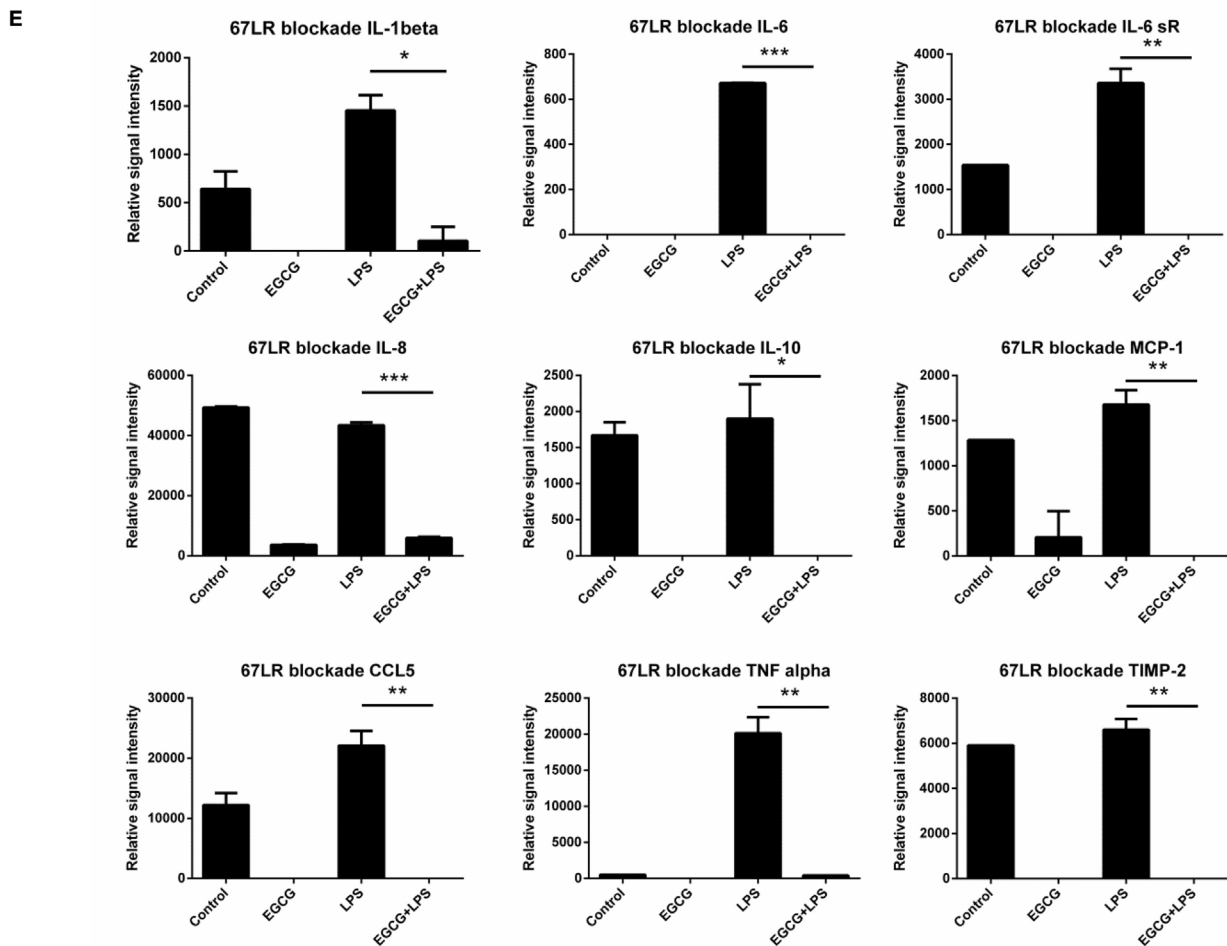 E
67LR blockade IL-1beta
Relative signal intensity
2000
1500
1000
500
0
*
Control
EGCG
LPS
EGCG+LPS
67LR blockade IL-6
Relative signal intensity
800
600
400
200
0
***
Control
EGCG
LPS
EGCG+LPS
67LR blockade IL-6 sR
Relative signal intensity
4000
3000
2000
1000
0
**
Control
EGCG
LPS
EGCG+LPS
67LR blockade IL-8
Relative signal intensity
60000
40000
20000
0
***
Control
EGCG
LPS
EGCG+LPS
67LR blockade IL-10
Relative signal intensity
2500
2000
1500
1000
500
0
*
Control
EGCG
LPS
EGCG+LPS
67LR blockade MCP-1
Relative signal intensity
2000
1500
1000
500
0
**
Control
EGCG
LPS
EGCG+LPS
67LR blockade CCL5
Relative signal intensity
30000
20000
10000
0
**
Control
EGCG
LPS
EGCG+LPS
67LR blockade TNF alpha
Relative signal intensity
25000
20000
15000
10000
5000
0
**
Control
EGCG
LPS
EGCG+LPS
67LR blockade TIMP-2
Relative signal intensity
8000
6000
4000
2000
0
**
Control
EGCG
LPS
EGCG+LPS